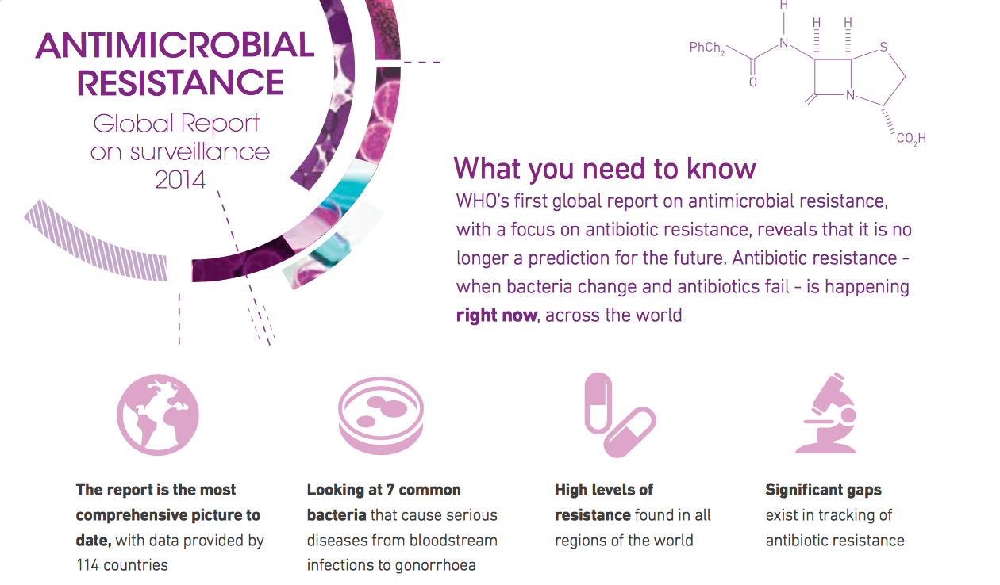 ANTIMICROBIAL
RESISTANCE
Global Report
on surveillance
2014
H
H
H
PhCh2
N
S
O
N
CO2H
What you need to know
WHO's first global report on antimicrobial resistance,
with a focus on antibiotic resistance, reveals that it is no
longer a prediction for the future. Antibiotic resistance -
when bacteria change and antibiotics fail - is happening
right now, across the world
The report is the most
comprehensive picture to
date, with data provided by
114 countries
Looking at 7 common
bacteria that cause serious
diseases from bloodstream
infections to gonorrhoea
High levels of
resistance found in all
regions of the world
Significant gaps
exist in tracking of
antibiotic resistance